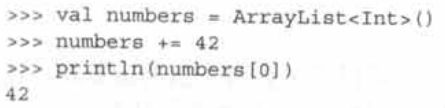 >>> val numbers = ArrayList<Int>()
>>> numbers += 42
>>> println(numbers[0])
42